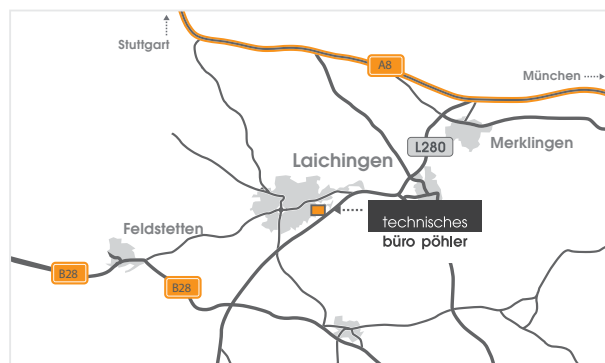 Stuttgart
A8
München
L280
Merklingen
Laichingen
technisches
büro pöhler
Feldstetten
B28
B28